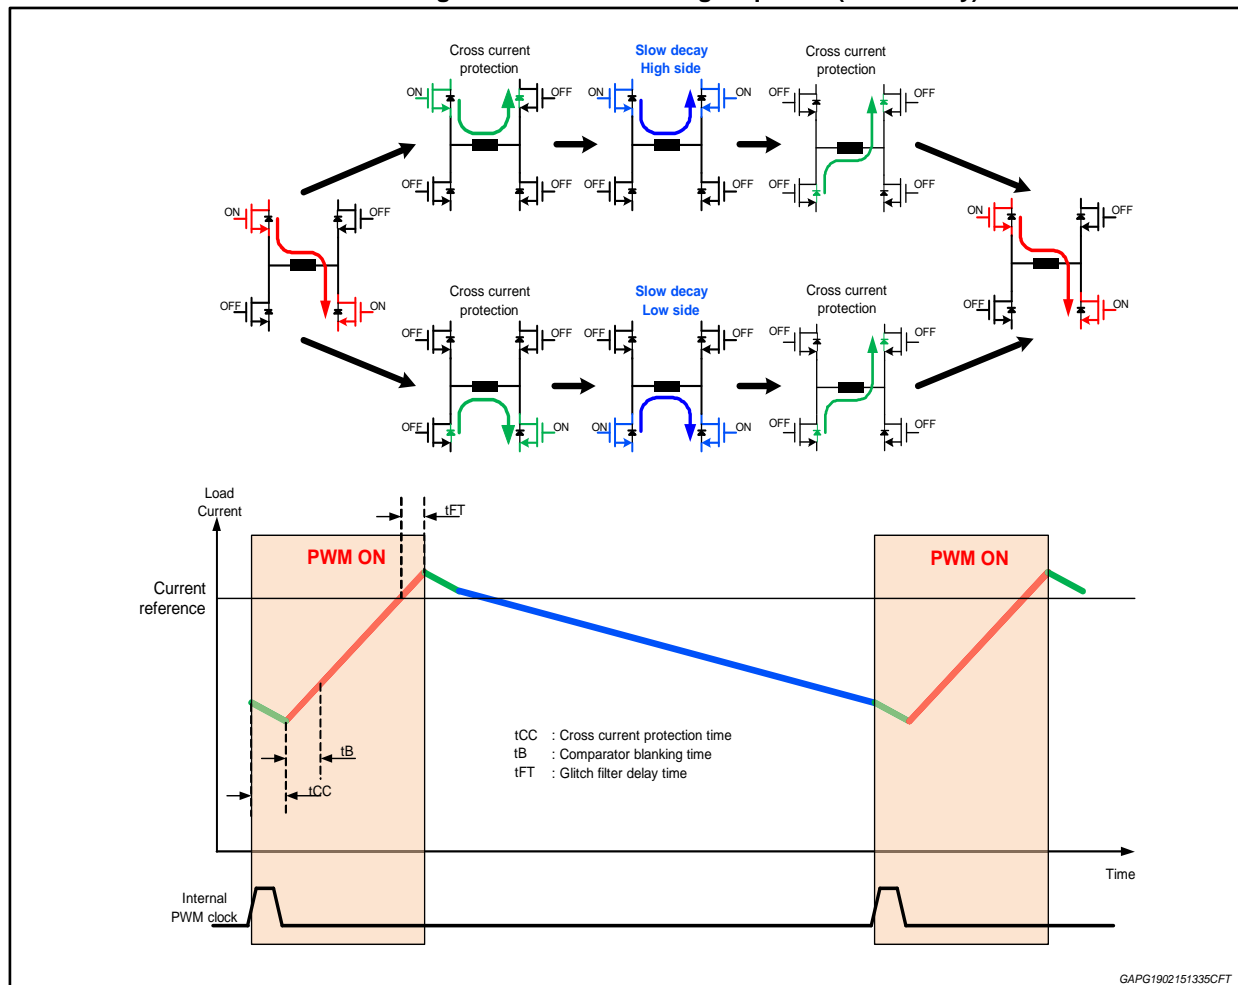 Cross current
protection
Slow decay
High side
Cross current
protection
ON
OFF
ON
ON
OFF
OFF
OFF
OFF
OFF
OFF
OFF
ON
OFF
OFF
ON
ON
OFF
OFF
ON
Cross current
protection
Slow decay
Low side
Cross current
protection
OFF
OFF
OFF
OFF
OFF
OFF
OFF
ON
ON
ON
OFF
OFF
Load
Current
tFT
PWM ON
PWM ON
Current
reference
tCC : Cross current protection time
tB : Comparator blanking time
tFT : Glitch filter delay time
tB
tCC
Time
Internal
PWM clock
GAPG1902151335CFT